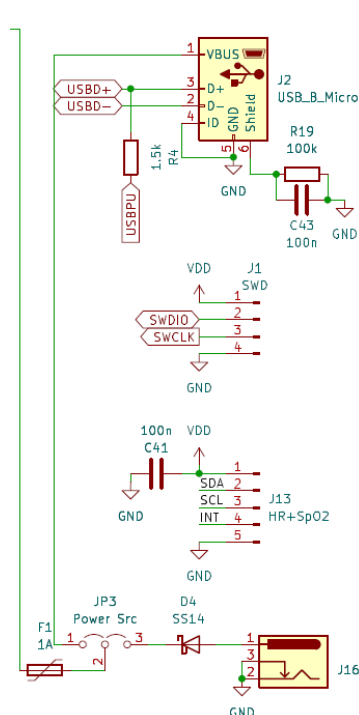 1
VBUS
J2
USB_B_Micro
USBD+
3
D+
USBD−
2
D−
4
ID
GND
Shield
5
6
1.5k
R4
USBPU
GND
R19
100k
C43
100n
GND
VDD
J1
SWD
1
SWDIO
2
SWCLK
3
4
GND
100n
C41
VDD
1
SDA
2
SCL
3
INT
4
5
J13
HR+SpO2
GND
GND
F1
1A
JP3
Power Src
1
3
2
D4
SS14
1
3
2
J16
GND